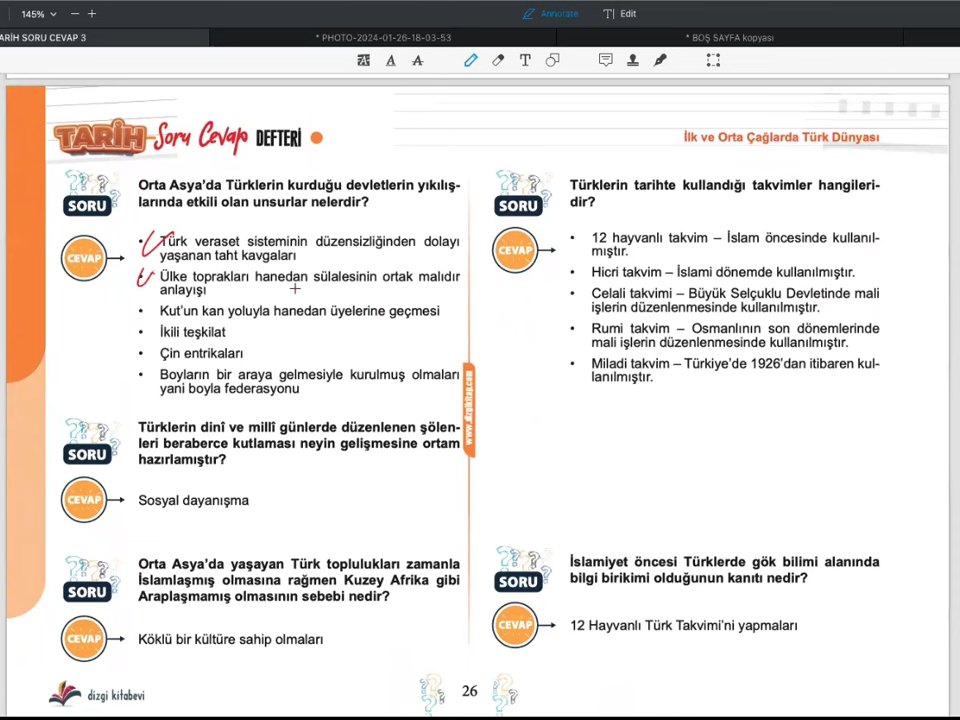 145%
Annotate
Edit
ARİH SORU CEVAP 3
* PHOTO-2024-01-26-18-03-53
* BOŞ SAYFA kopyası
TARİH Soru Cevap DEFTERİ
İlk ve Orta Çağlarda Türk Dünyası
SORU
Orta Asya'da Türklerin kurduğu devletlerin yıkılış-
larında etkili olan unsurlar nelerdir?
CEVAP
• Türk veraset sisteminin düzensizliğinden dolayı
yaşanan taht kavgaları
• Ülke toprakları hanedan sülalesinin ortak malıdır
anlayışı
• Kut'un kan yoluyla hanedan üyelerine geçmesi
• İkili teşkilat
• Çin entrikaları
• Boyların bir araya gelmesiyle kurulmuş olmaları
yani boyla federasyonu
SORU
Türklerin dinî ve millî günlerde düzenlenen şölen-
leri beraberce kutlaması neyin gelişmesine ortam
hazırlamıştır?
CEVAP
Sosyal dayanışma
SORU
Orta Asya'da yaşayan Türk toplulukları zamanla
İslamlaşmış olmasına rağmen Kuzey Afrika gibi
Araplaşmamış olmasının sebebi nedir?
CEVAP
Köklü bir kültüre sahip olmaları
www.dizgikitap.com
SORU
Türklerin tarihte kullandığı takvimler hangileri-
dir?
CEVAP
• 12 hayvanlı takvim – İslam öncesinde kullanıl-
mıştır.
• Hicri takvim – İslami dönemde kullanılmıştır.
• Celali takvimi – Büyük Selçuklu Devletinde mali
işlerin düzenlenmesinde kullanılmıştır.
• Rumi takvim – Osmanlının son dönemlerinde
mali işlerin düzenlenmesinde kullanılmıştır.
• Miladi takvim – Türkiye'de 1926'dan itibaren kul-
lanılmıştır.
SORU
İslamiyet öncesi Türklerde gök bilimi alanında
bilgi birikimi olduğunun kanıtı nedir?
CEVAP
12 Hayvanlı Türk Takvimi'ni yapmaları
dizgi kitabevi
26